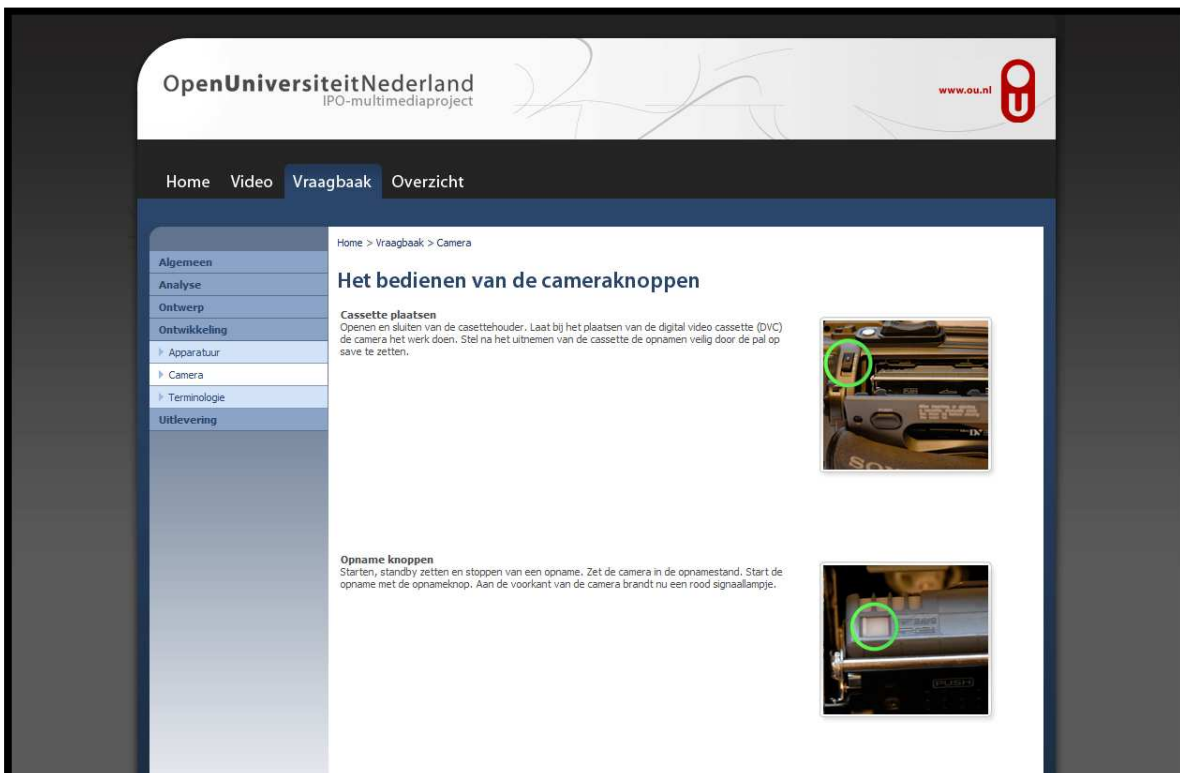 OpenUniversiteitNederland
IPO-multimediaproject
www.ou.nl
Home Video Vraagbaak Overzicht
Home > Vraagbaak > Camera
Algemeen
Analyse
Ontwerp
Ontwikkeling
Apparatuur
Camera
Terminologie
Uitlevering
Het bedienen van de cameraknoppen
Cassette plaatsen
Openen en sluiten van de casettehouder. Laat bij het plaatsen van de digital video cassette (DVC)
de camera het werk doen. Stel na het uitnemen van de cassette de opnamen veilig door de pal op
save te zetten.
SONY
Opname knoppen
Starten, standby zetten en stoppen van een opname. Zet de camera in de opnamestand. Start de
opname met de opnameknop. Aan de voorkant van de camera brandt nu een rood signaallampje.
PUSH